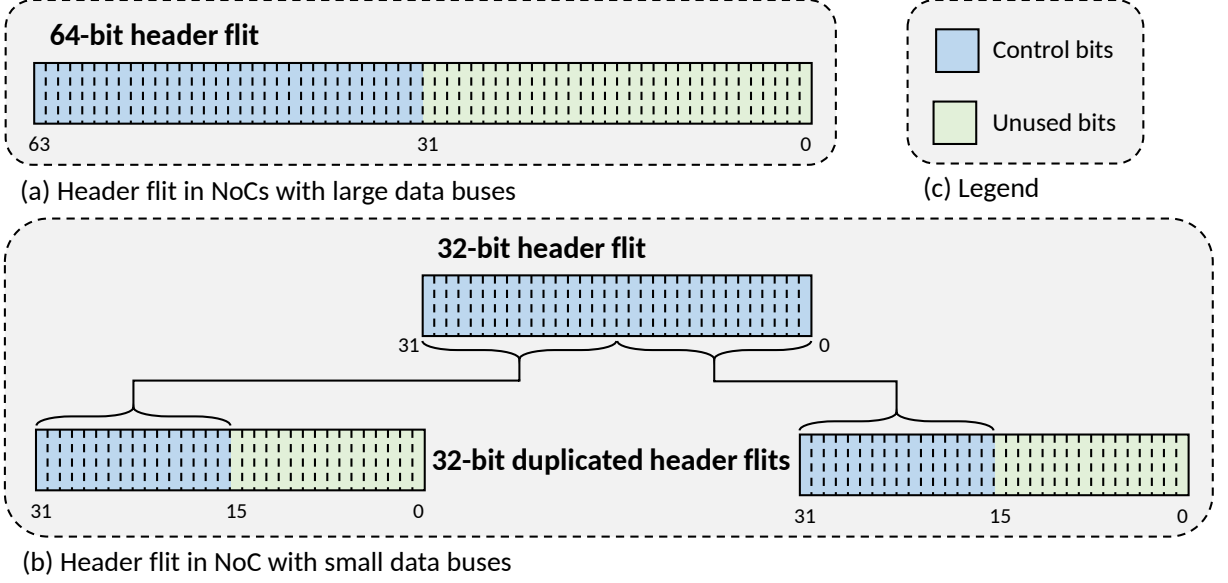 64-bit header flit
63
31
0
(a) Header flit in NoCs with large data buses
Control bits
Unused bits
(c) Legend
32-bit header flit
31
0
32-bit duplicated header flits
31
15
0
31
15
0
(b) Header flit in NoC with small data buses